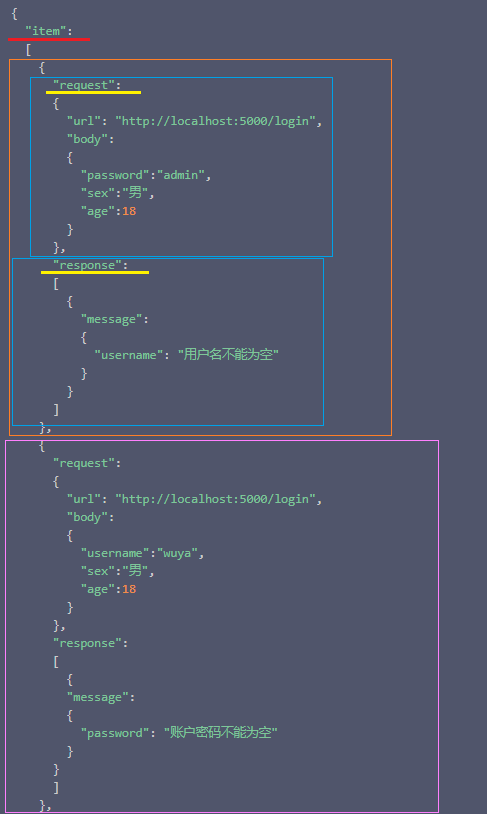 {
"item":
[
{
"request":
{
"url": "http://localhost:5000/login",
"body":
{
"password":"admin",
"sex":"男",
"age":18
}
},
"response":
[
{
"message":
{
"username": "用户名不能为空"
}
}
]
},
{
"request":
{
"url": "http://localhost:5000/login",
"body":
{
"username":"wuya",
"sex":"男",
"age":18
}
},
"response":
[
{
"message":
{
"password": "账户密码不能为空"
}
}
]
},